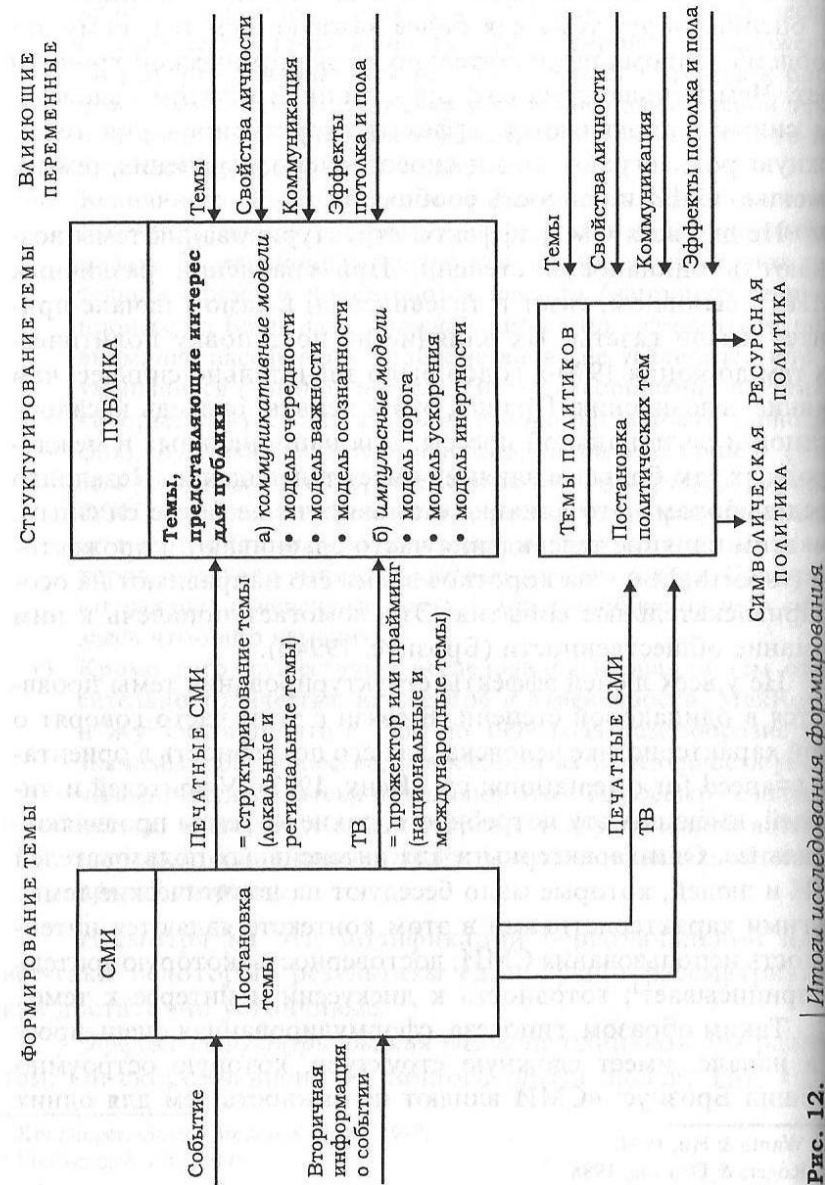 ФОРМИРОВАНИЕ ТЕМЫ
СТРУКТУРИРОВАНИЕ ТЕМЫ
ВЛИЯЮЩИЕ
ПЕРЕМЕННЫЕ
Событие
Вторичная
информация
о событии
СМИ
Постановка
темы
ПЕЧАТНЫЕ СМИ
= структурирование темы
(локальные и
региональные темы)
ТВ
= прожектор или прайминг
(национальные и
международные темы)
ПУБЛИКА
Темы,
представляющие интерес
для публики
а) коммуникативные модели
• модель очередности
• модель важности
• модель осознанности
б) импульсные модели
• модель порога
• модель ускорения
• модель инертности
Темы
Свойства личности
Коммуникация
Эффекты
потолка и пола
ПЕЧАТНЫЕ СМИ
ТВ
ТЕМЫ ПОЛИТИКОВ
Постановка
политических тем
Темы
Свойства личности
Коммуникация
Эффекты потолка и пола
СИМВОЛИЧЕСКАЯ
ПОЛИТИКА
РУТИННАЯ
ПОЛИТИКА
Рис. 12.
Итоги исследования формирования